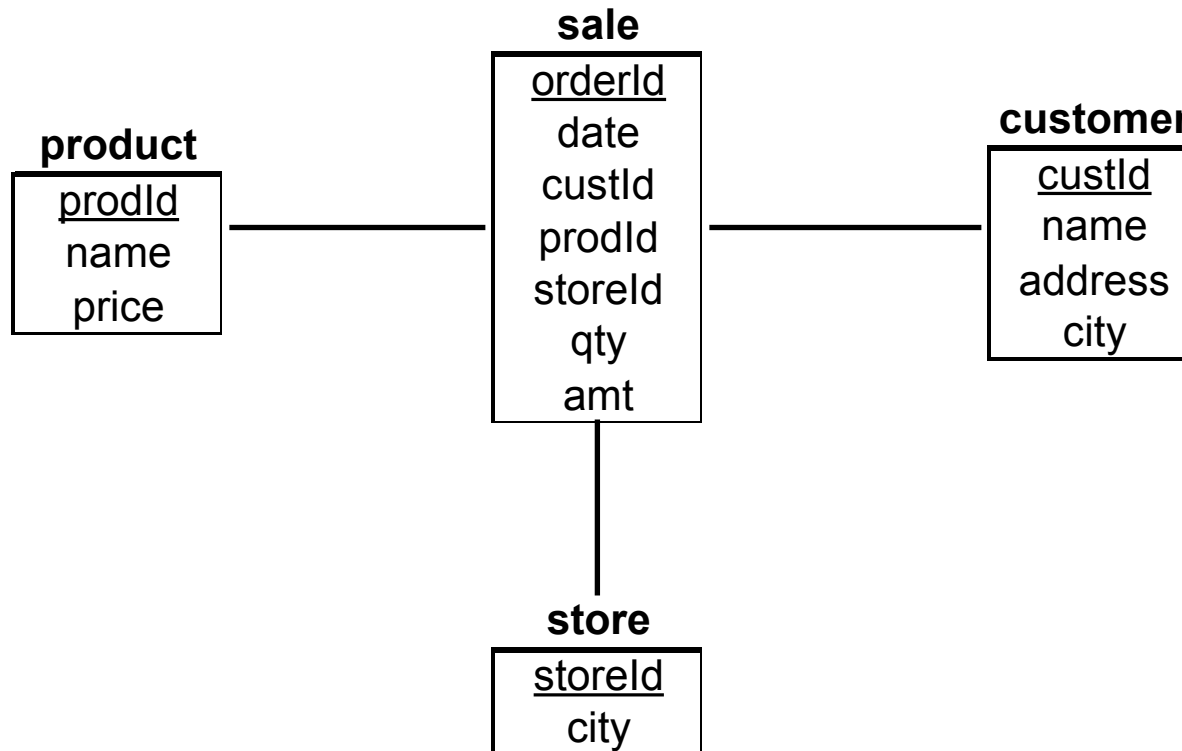 sale
orderId
date
custId
prodId
storeId
qty
amt
product
prodId
name
price
customer
custId
name
address
city
store
storeId
city